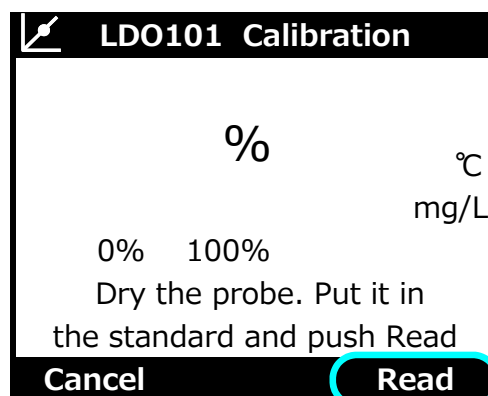 LDO101 Calibration
%
℃
mg/L
0% 100%
Dry the probe. Put it in
the standard and push Read
Cancel Read